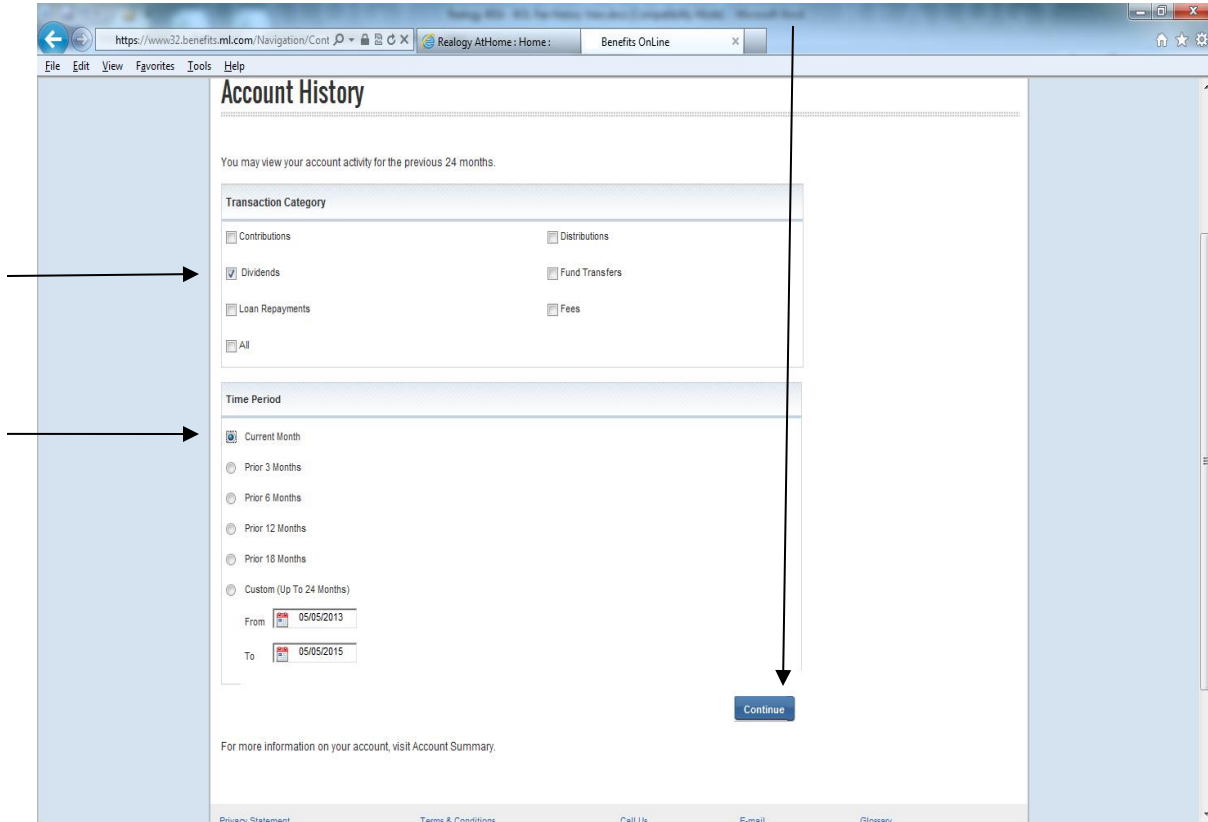 https://www32.benefits.ml.com/Navigation/Cont
Realogy AtHome : Home :
Benefits OnLine
File Edit View Favorites Tools Help
Account History
You may view your account activity for the previous 24 months.
Transaction Category
Contributions
Distributions
Dividends
Fund Transfers
Loan Repayments
Fees
All
Time Period
Current Month
Prior 3 Months
Prior 6 Months
Prior 12 Months
Prior 18 Months
Custom (Up To 24 Months)
From 05/05/2013
To 05/05/2015
Continue
For more information on your account, visit Account Summary.
Privacy Statement Terms & Conditions Call Us E-mail Glossary